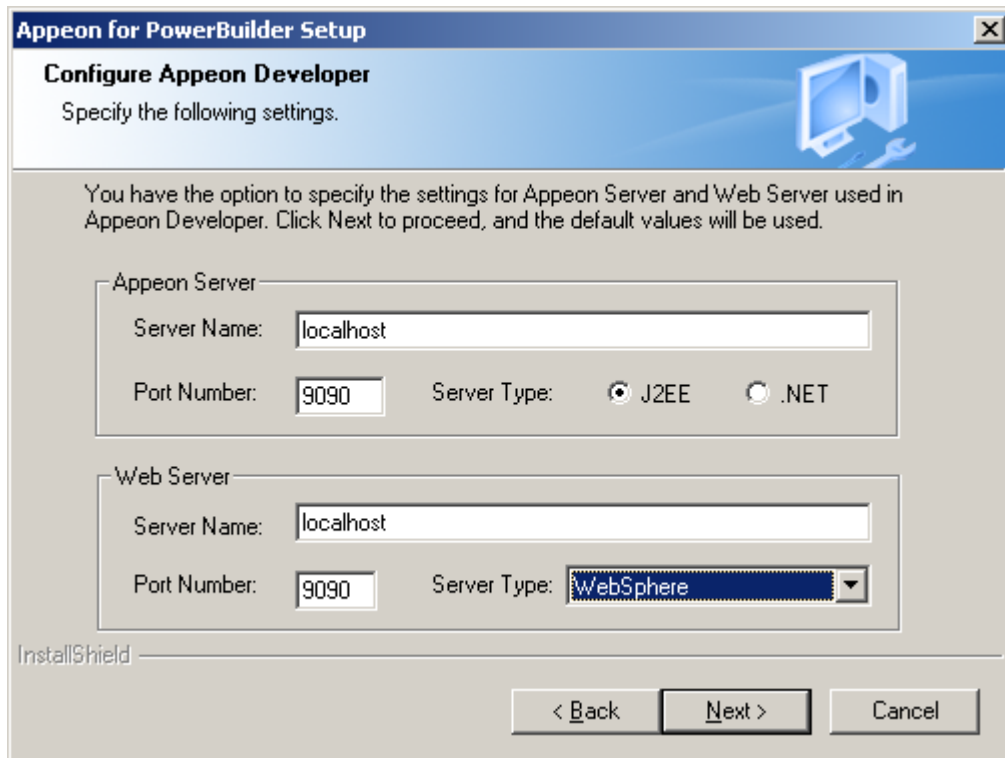 Appeon for PowerBuilder Setup
Configure Appeon Developer
Specify the following settings.
You have the option to specify the settings for Appeon Server and Web Server used in
Appeon Developer. Click Next to proceed, and the default values will be used.
Appeon Server
Server Name: localhost
Port Number: 9090 Server Type: J2EE .NET
Web Server
Server Name: localhost
Port Number: 9090 Server Type: WebSphere
InstallShield
< Back Next > Cancel